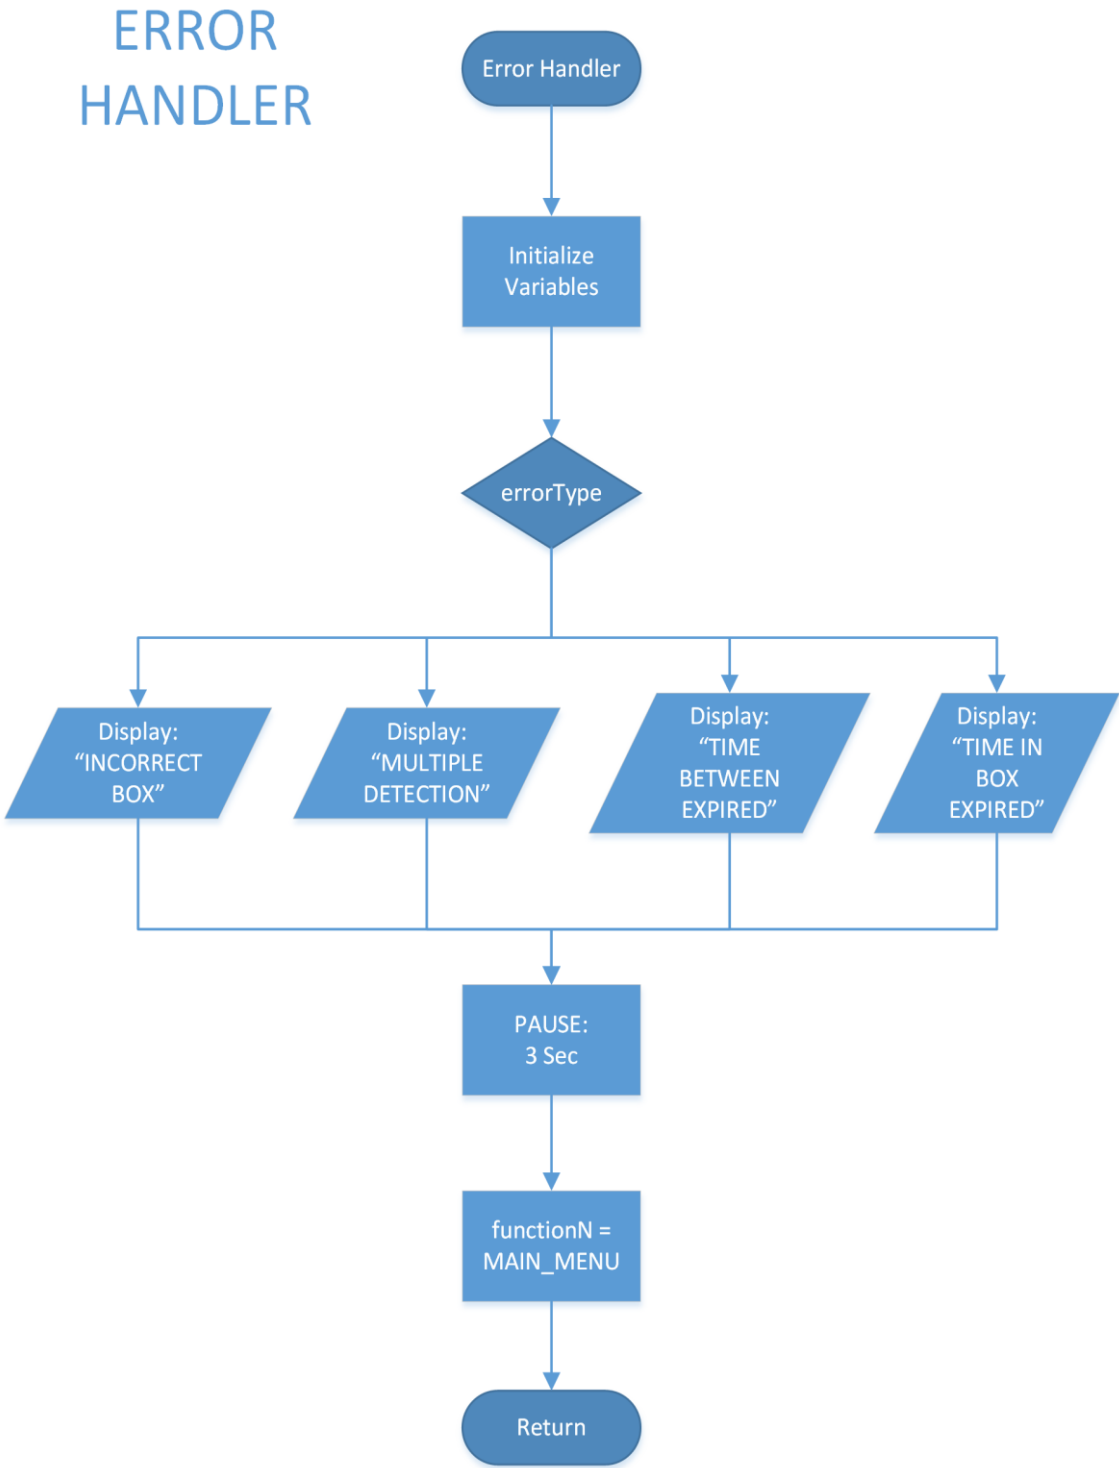 ERROR
HANDLER
Error Handler
Initialize
Variables
errorType
Display:
“INCORRECT
BOX”
Display:
“MULTIPLE
DETECTION”
Display:
“TIME
BETWEEN
EXPIRED”
Display:
“TIME IN
BOX
EXPIRED”
PAUSE:
3 Sec
functionN =
MAIN_MENU
Return